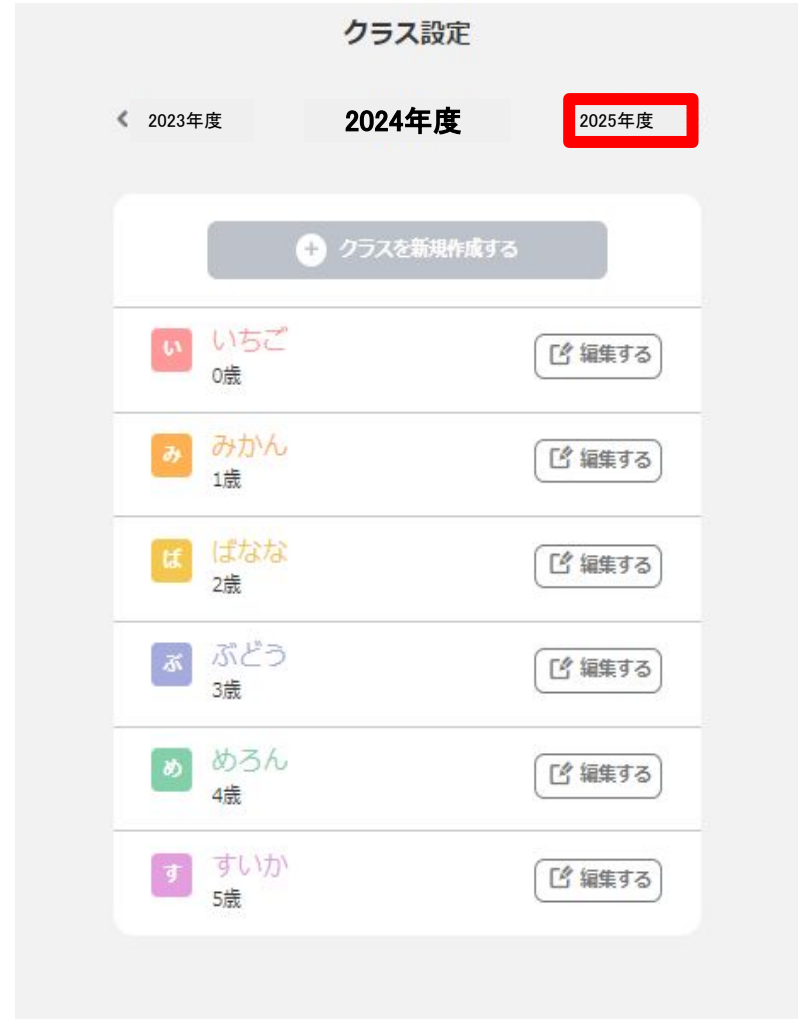 クラス設定
2023年度 2024年度 2025年度
クラスを新規作成する
い いちご
0歳
編集する
み みかん
1歳
編集する
ば ばなな
2歳
編集する
ぶ ぶどう
3歳
編集する
め めろん
4歳
編集する
す すいか
5歳
編集する